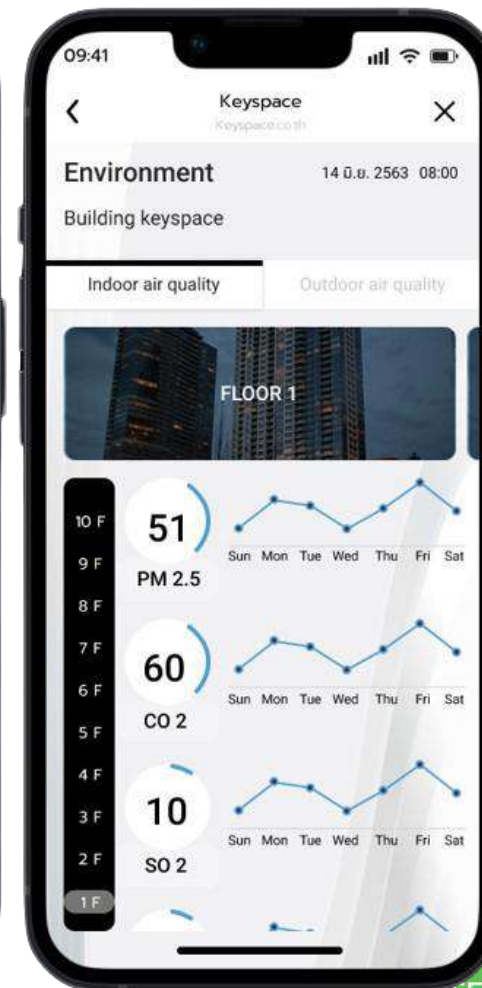 09:41
Keyspace
Keyspace.co.th
Environment 14 มิ.ย. 2563 08:00
Building keyspace
Indoor air quality Outdoor air quality
FLOOR 1
10 F
9 F
8 F
7 F
6 F
5 F
4 F
3 F
2 F
1 F
51
PM 2.5
Sun Mon Tue Wed Thu Fri Sat
60
CO 2
Sun Mon Tue Wed Thu Fri Sat
10
SO 2
Sun Mon Tue Wed Thu Fri Sat